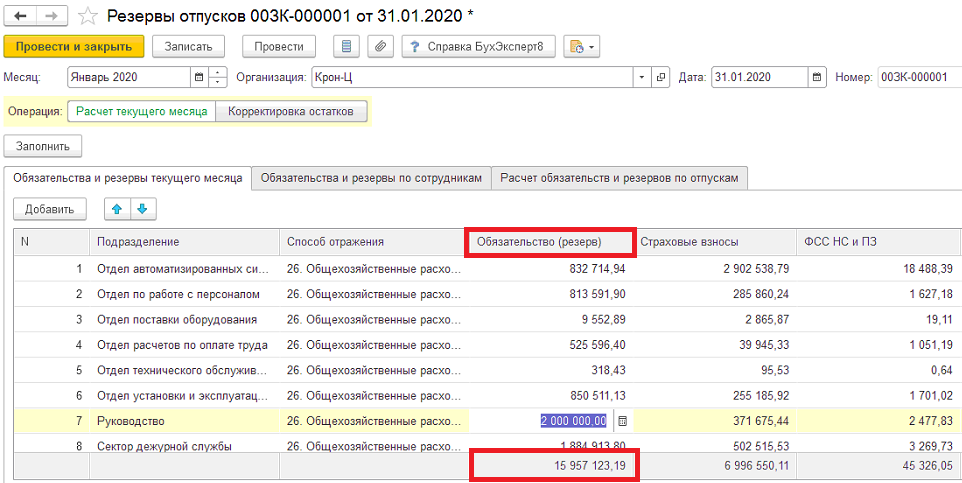 Резервы отпусков 00ЗК-000001 от 31.01.2020 *
Провести и закрыть Записать Провести ? Справка БухЭксперт8
Месяц: Январь 2020 Организация: Крон-Ц Дата: 31.01.2020 Номер: 00ЗК-000001
Операция: Расчет текущего месяца Корректировка остатков
Заполнить
Обязательства и резервы текущего месяца Обязательства и резервы по сотрудникам Расчет обязательств и резервов по отпускам
Добавить
N Подразделение Способ отражения Обязательство (резерв) Страховые взносы ФСС НС и ПЗ
1 Отдел автоматизированных си... 26. Общехозяйственные расхо... 832 714,94 2 902 538,79 18 488,39
2 Отдел по работе с персоналом 26. Общехозяйственные расхо... 813 591,90 285 860,24 1 627,18
3 Отдел поставки оборудования 26. Общехозяйственные расхо... 9 552,89 2 865,87 19,11
4 Отдел расчетов по оплате труда 26. Общехозяйственные расхо... 525 596,40 39 945,33 1 051,19
5 Отдел технического обслужив... 26. Общехозяйственные расхо... 318,43 95,53 0,64
6 Отдел установки и эксплуатац... 26. Общехозяйственные расхо... 850 511,13 255 185,92 1 701,02
7 Руководство 26. Общехозяйственные расхо... 2 000 000,00 371 675,44 2 477,83
8 Сектор дежурной службы 26. Общехозяйственные расхо... 1 884 913,80 502 515,53 3 269,73
15 957 123,19 6 996 550,11 45 326,05